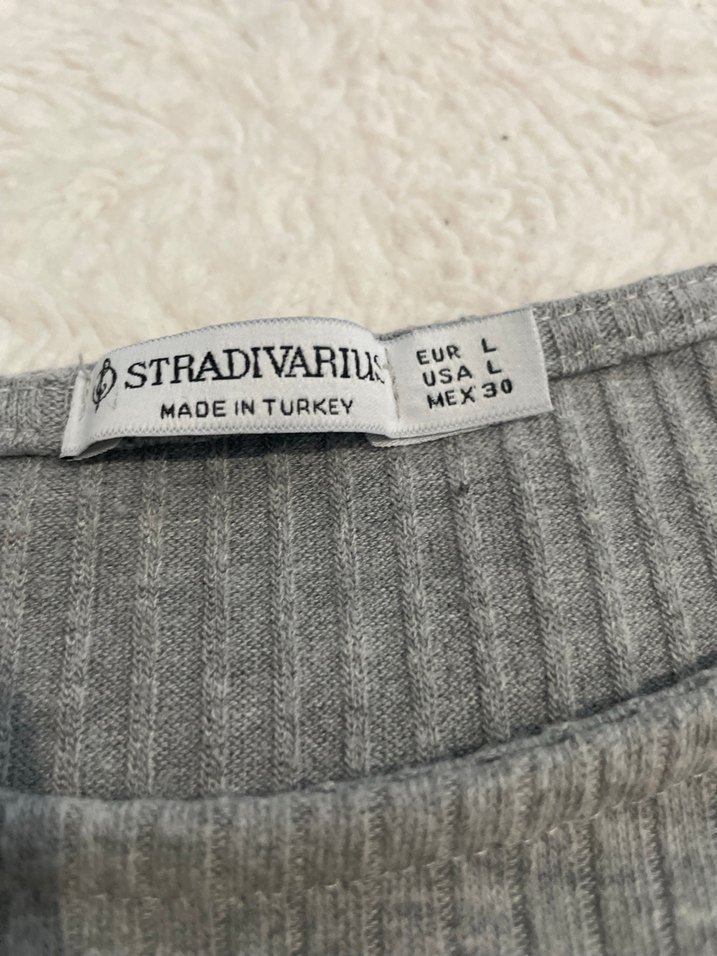 STRADIVARIUS
MADE IN TURKEY
EUR L
USA L
MEX 30